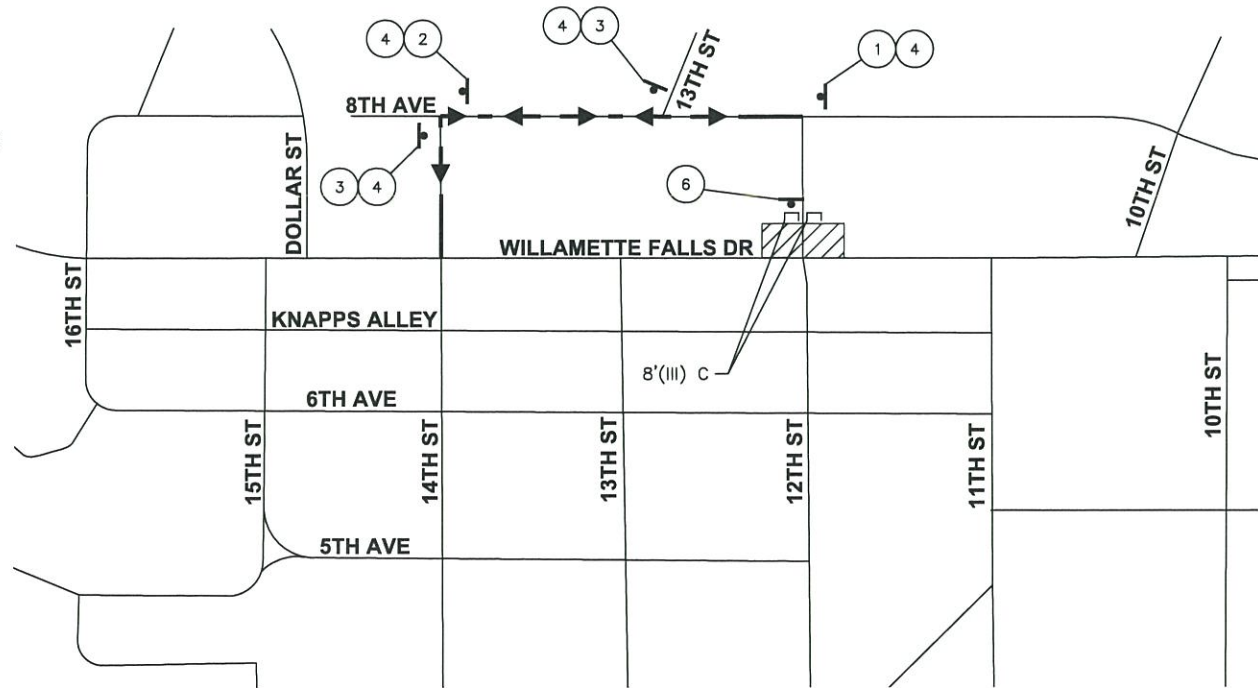 4 2
4 3
13TH ST
1 4
8TH AVE
3 4
DOLLAR ST
6
10TH ST
WILLAMETTE FALLS DR
16TH ST
KNAPPS ALLEY
8'(III) C
6TH AVE
15TH ST
14TH ST
13TH ST
12TH ST
11TH ST
10TH ST
5TH AVE